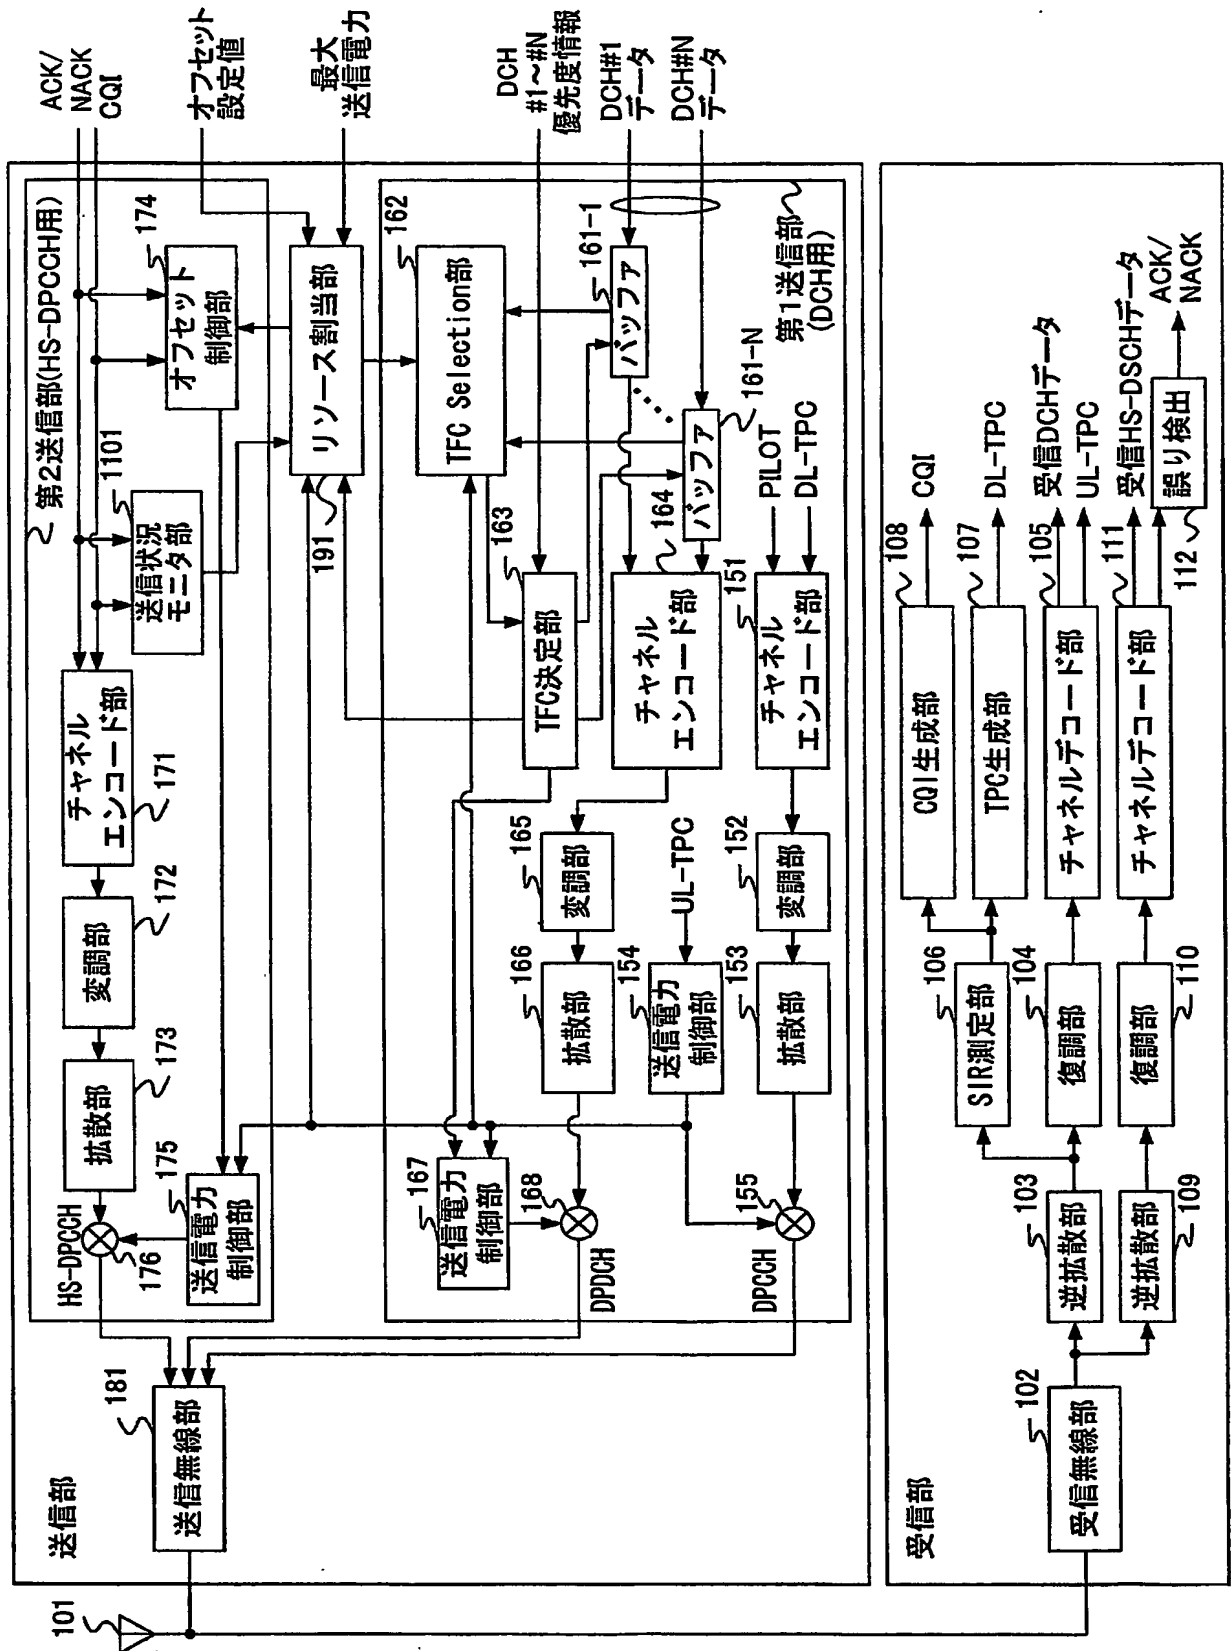 101
送信部
181
送信無線部
第2送信部(HS-DPCCH用)
HS-DPCCH
176
173
拡散部
172
変調部
171
チャネル
エンコード部
1101
送信状況
モニタ部
174
オフセット
制御部
175
送信電力
制御部
ACK/
NACK
CQI
オフセット
設定値
最大
送信電力
191
リソース割当部
162
TFC Selection部
DCH
#1~#N
優先度情報
DCH#1
データ
DCH#N
データ
161-1
バッファ
161-N
バッファ
第1送信部
(DCH用)
163
TFC決定部
164
チャネル
エンコード部
PILOT
DL-TPC
151
チャネル
エンコード部
165
変調部
166
拡散部
UL-TPC
154
送信電力
制御部
152
変調部
153
拡散部
167
送信電力
制御部
168
DPDCH
155
DPCCH
受信部
102
受信無線部
103
逆拡散部
109
逆拡散部
106
SIR測定部
104
復調部
110
復調部
108
CQI生成部
CQI
107
TPC生成部
DL-TPC
105
チャネルデコード部
受信DCHデータ
UL-TPC
111
チャネルデコード部
受信HS-DSCHデータ
112
誤り検出
ACK/
NACK